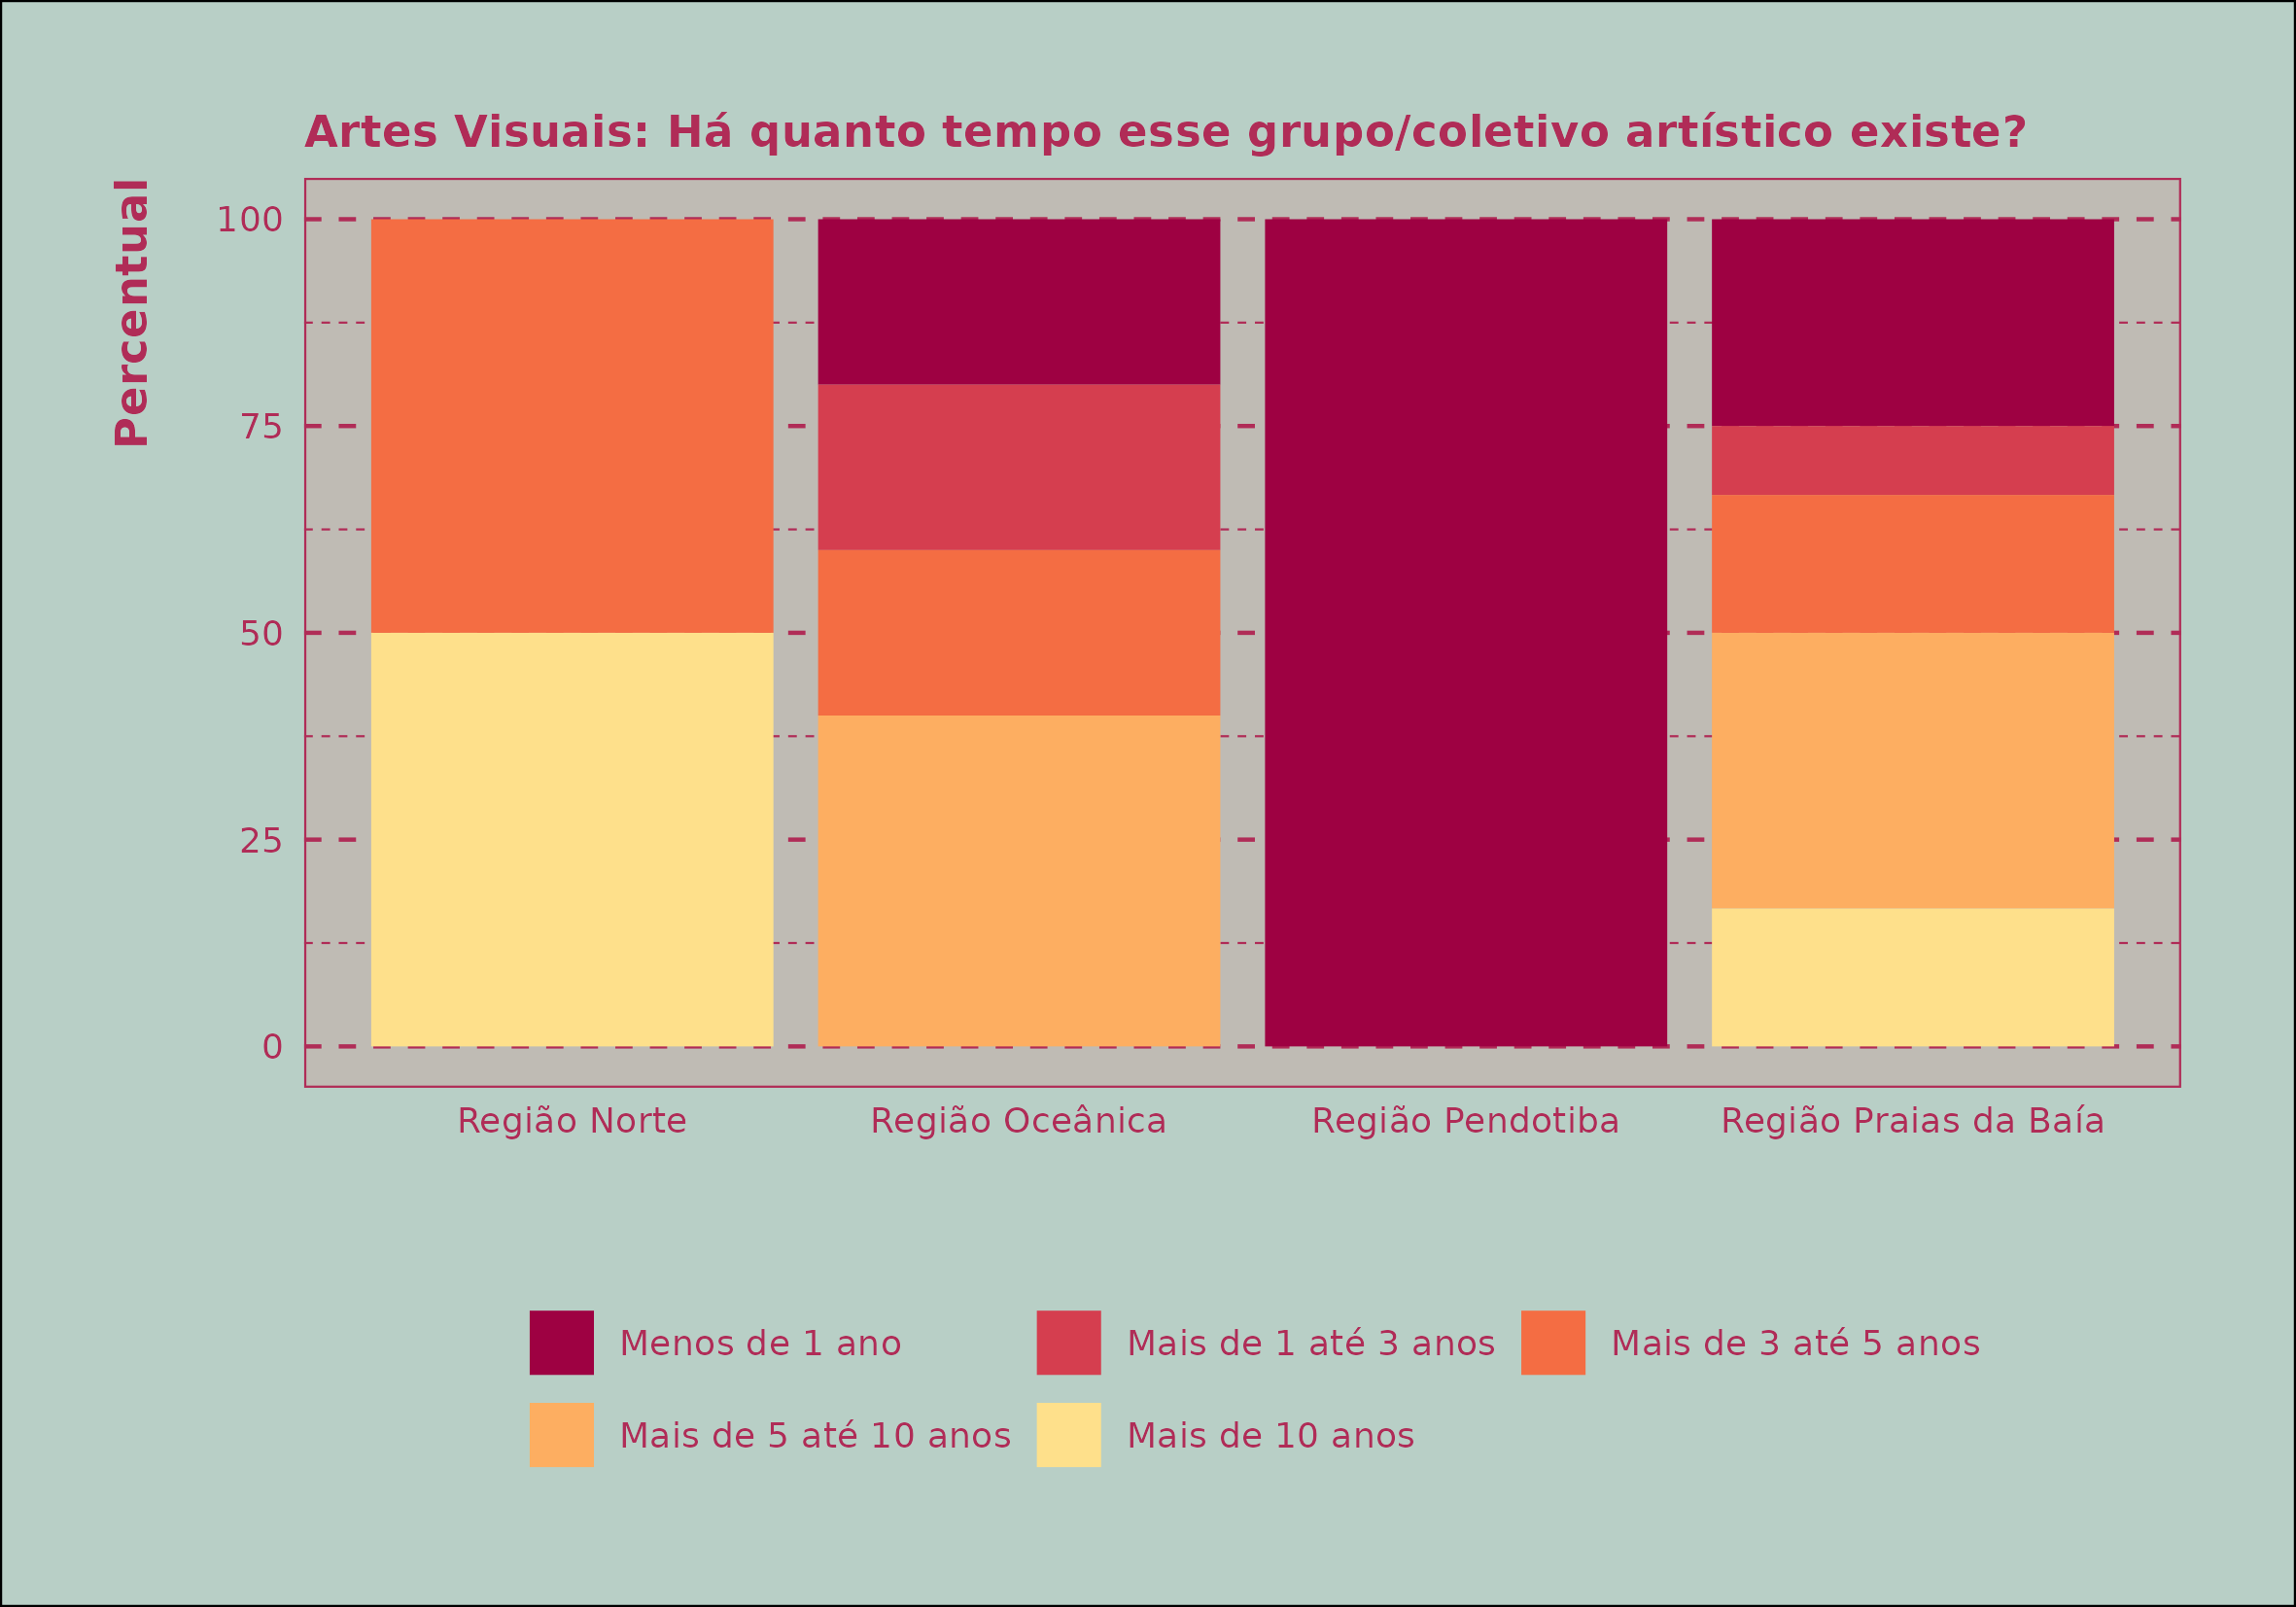 Artes Visuais: Há quanto tempo esse grupo/coletivo artístico existe?
Percentual
100
75
50
25
0
Região Norte
Região Oceânica
Região Pendotiba
Região Praias da Baía
Menos de 1 ano
Mais de 1 até 3 anos
Mais de 3 até 5 anos
Mais de 5 até 10 anos
Mais de 10 anos